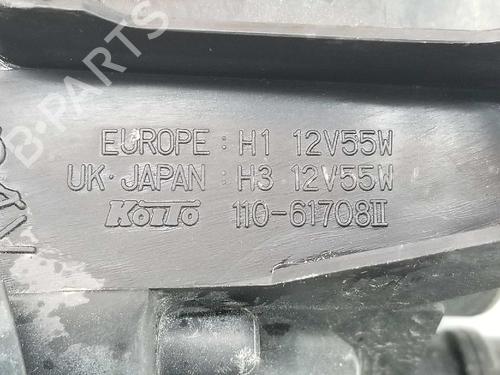 EUROPE : H1 12V55W
UK·JAPAN : H3 12V55W
KOITO 110-61708II
B-PARTS